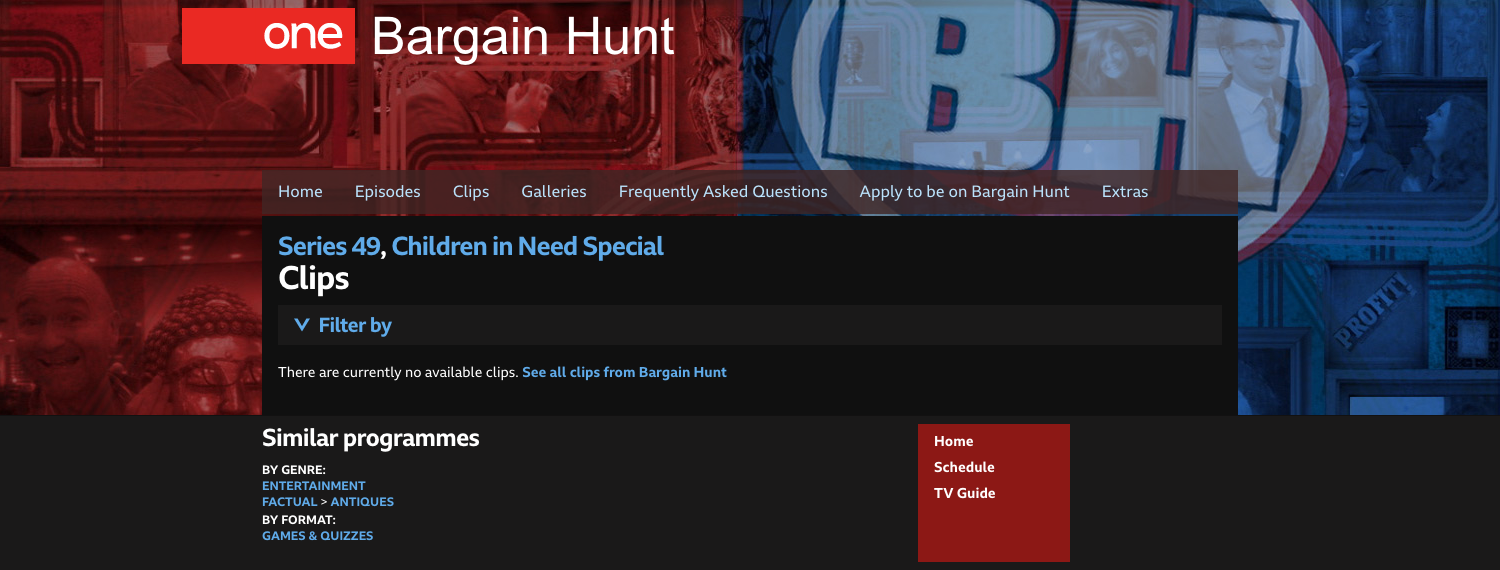 one Bargain Hunt
BH
Home Episodes Clips Galleries Frequently Asked Questions Apply to be on Bargain Hunt Extras
Series 49, Children in Need Special
Clips
Filter by
PROFIT!
There are currently no available clips. See all clips from Bargain Hunt
Similar programmes
BY GENRE:
ENTERTAINMENT
FACTUAL > ANTIQUES
BY FORMAT:
GAMES & QUIZZES
Home
Schedule
TV Guide